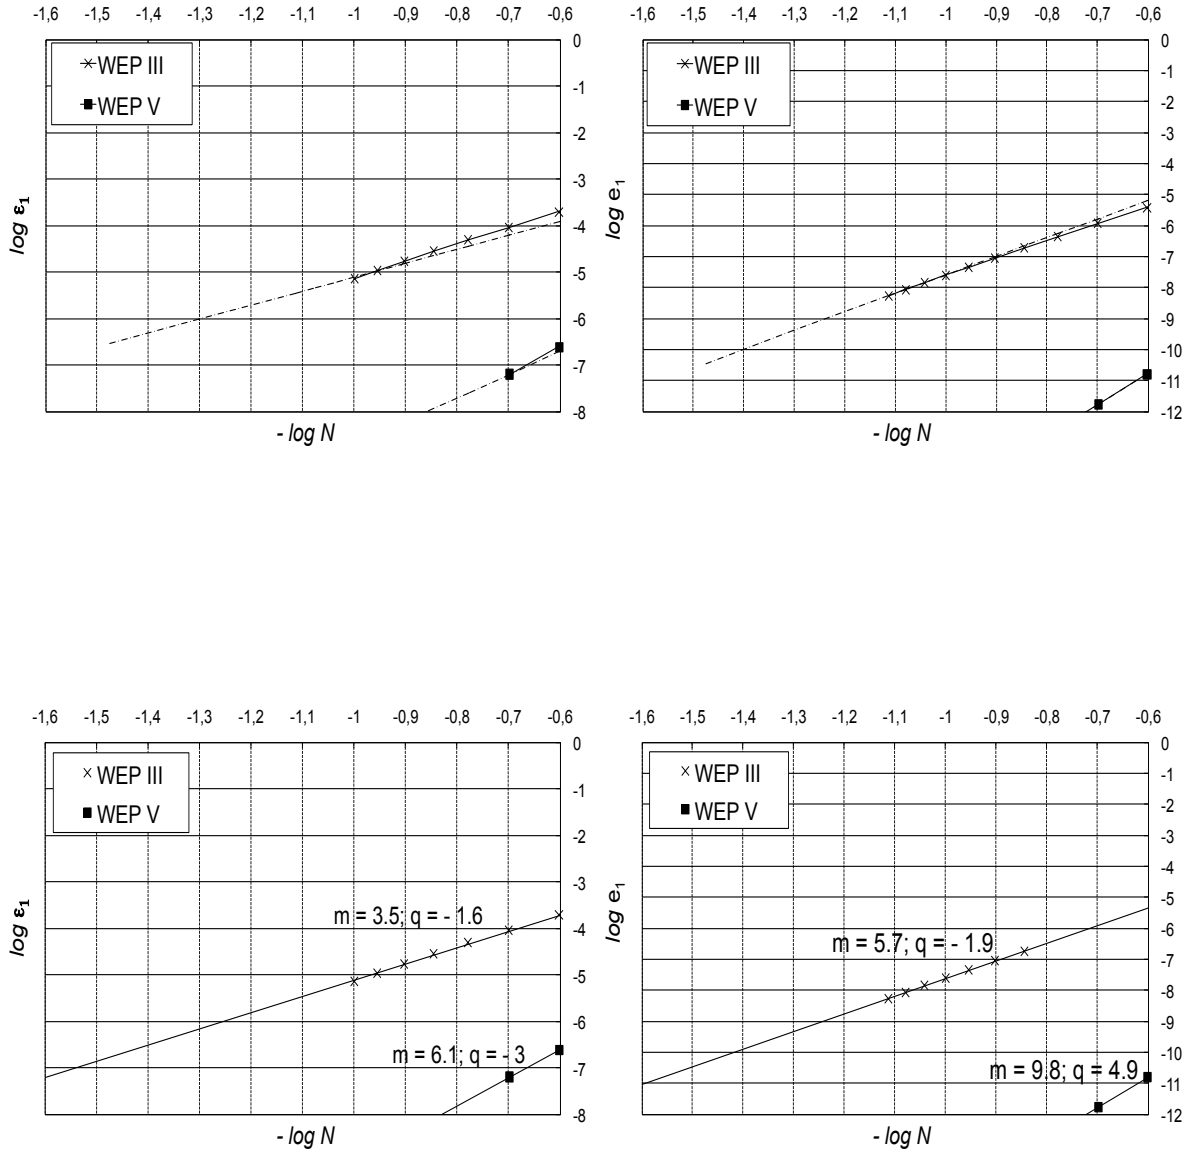 -1,6 -1,5 -1,4 -1,3 -1,2 -1,1 -1 -0,9 -0,8 -0,7 -0,6
WEP III
WEP V
0
-1
-2
-3
-4
-5
-6
-7
-8
log ε1
- log N
-1,6 -1,5 -1,4 -1,3 -1,2 -1,1 -1 -0,9 -0,8 -0,7 -0,6
WEP III
WEP V
0
-1
-2
-3
-4
-5
-6
-7
-8
-9
-10
-11
-12
log e1
- log N
-1,6 -1,5 -1,4 -1,3 -1,2 -1,1 -1 -0,9 -0,8 -0,7 -0,6
WEP III
WEP V
0
-1
-2
-3
-4
-5
-6
-7
-8
m = 3.5; q = - 1.6
m = 6.1; q = - 3
log ε1
- log N
-1,6 -1,5 -1,4 -1,3 -1,2 -1,1 -1 -0,9 -0,8 -0,7 -0,6
WEP III
WEP V
0
-1
-2
-3
-4
-5
-6
-7
-8
-9
-10
-11
-12
m = 5.7; q = - 1.9
m = 9.8; q = 4.9
log e1
- log N